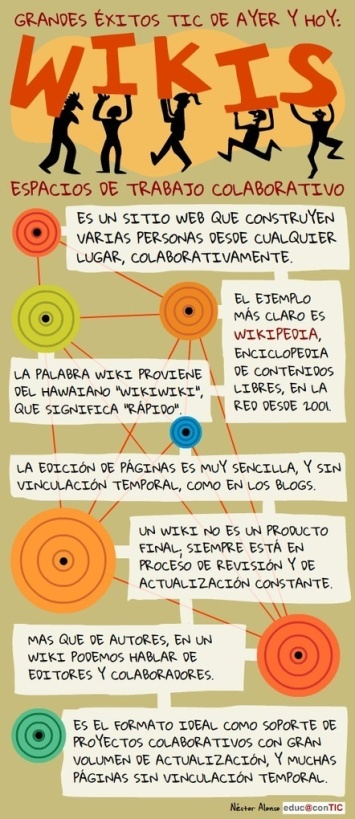 GRANDES ÉXITOS TIC DE AYER Y HOY:
WIKIS
ESPACIOS DE TRABAJO COLABORATIVO
ES UN SITIO WEB QUE CONSTRUYEN
VARIAS PERSONAS DESDE CUALQUIER
LUGAR, COLABORATIVAMENTE.
EL EJEMPLO
MÁS CLARO ES
WIKIPEDIA,
ENCICLOPEDIA
DE CONTENIDOS
LIBRES, EN LA
RED DESDE 2001.
LA PALABRA WIKI PROVIENE
DEL HAWAIANO "WIKIWIKI",
QUE SIGNIFICA "RÁPIDO".
LA EDICIÓN DE PÁGINAS ES MUY SENCILLA, Y SIN
VINCULACIÓN TEMPORAL, COMO EN LOS BLOGS.
UN WIKI NO ES UN PRODUCTO
FINAL, SIEMPRE ESTÁ EN
PROCESO DE REVISIÓN Y DE
ACTUALIZACIÓN CONSTANTE.
MAS QUE DE AUTORES, EN UN
WIKI PODEMOS HABLAR DE
EDITORES Y COLABORADORES.
ES EL FORMATO IDEAL COMO SOPORTE DE
PROYECTOS COLABORATIVOS CON GRAN
VOLUMEN DE ACTUALIZACIÓN, Y MUCHAS
PÁGINAS SIN VINCULACIÓN TEMPORAL.
Néstor Alonso educ@conTIC